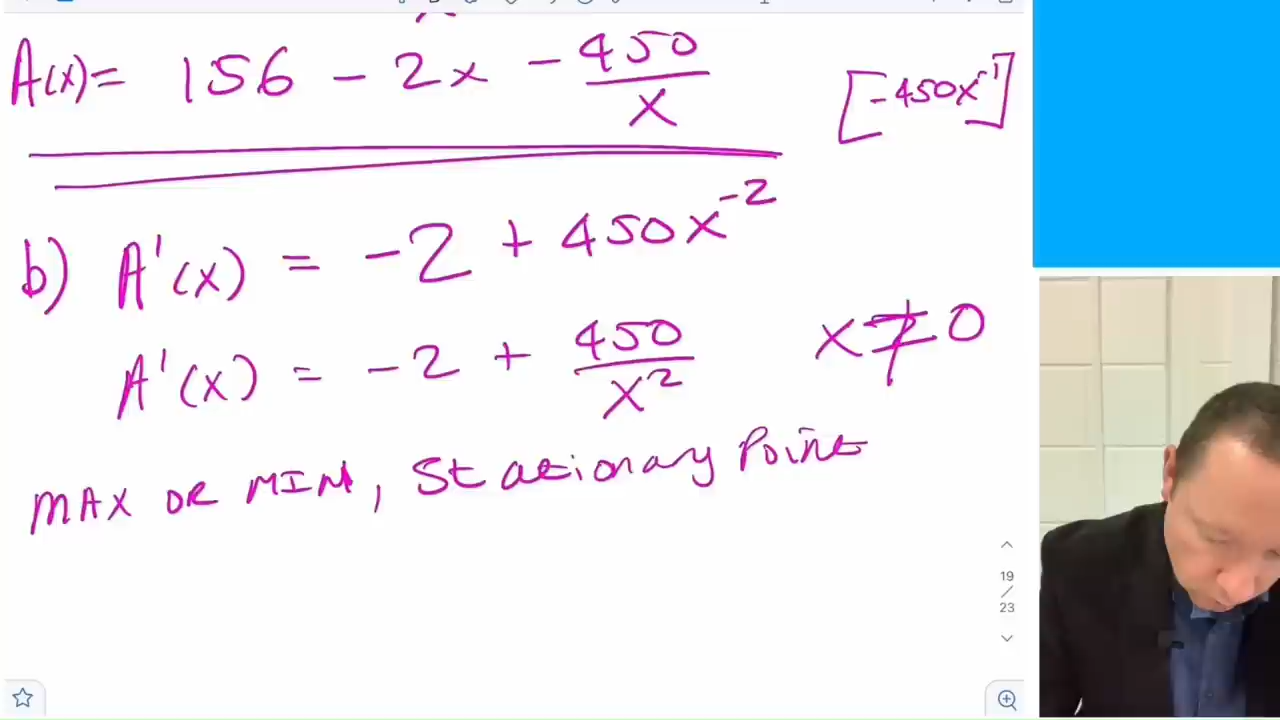 A(x) = 156 - 2x - 450/x
[-450x⁻¹]
b) A'(x) = -2 + 450x⁻²
A'(x) = -2 + 450/x² x ≠ 0
MAX OR MIN, Stationary Point
19
/
23